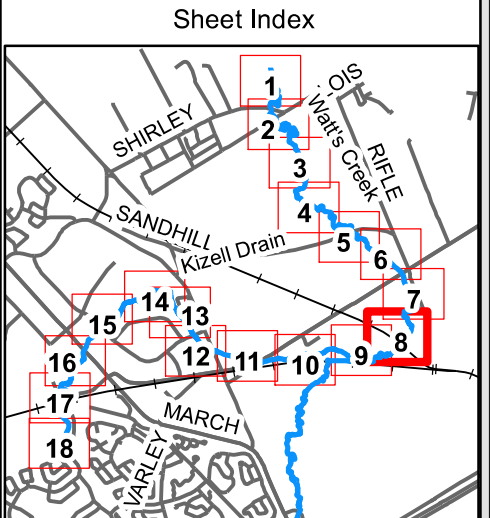 Sheet Index
1
OIS
SHIRLEY
2
Watt's Creek
RIFLE
3
4
SANDHILL
5
Kizell Drain
6
7
14
13
15
8
12
11
10
9
16
17
MARCH
18
VARLEY